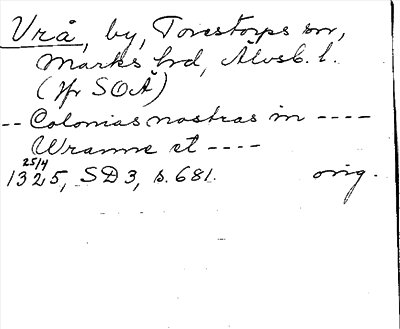 Vrå, by, Torestorps sn,
Marks hd, Älvsb. l.
(Jfr SOÄ)
-- Colonias nostras in ----
Wranne et ----
25/4
1325, SD 3, s. 681. orig.